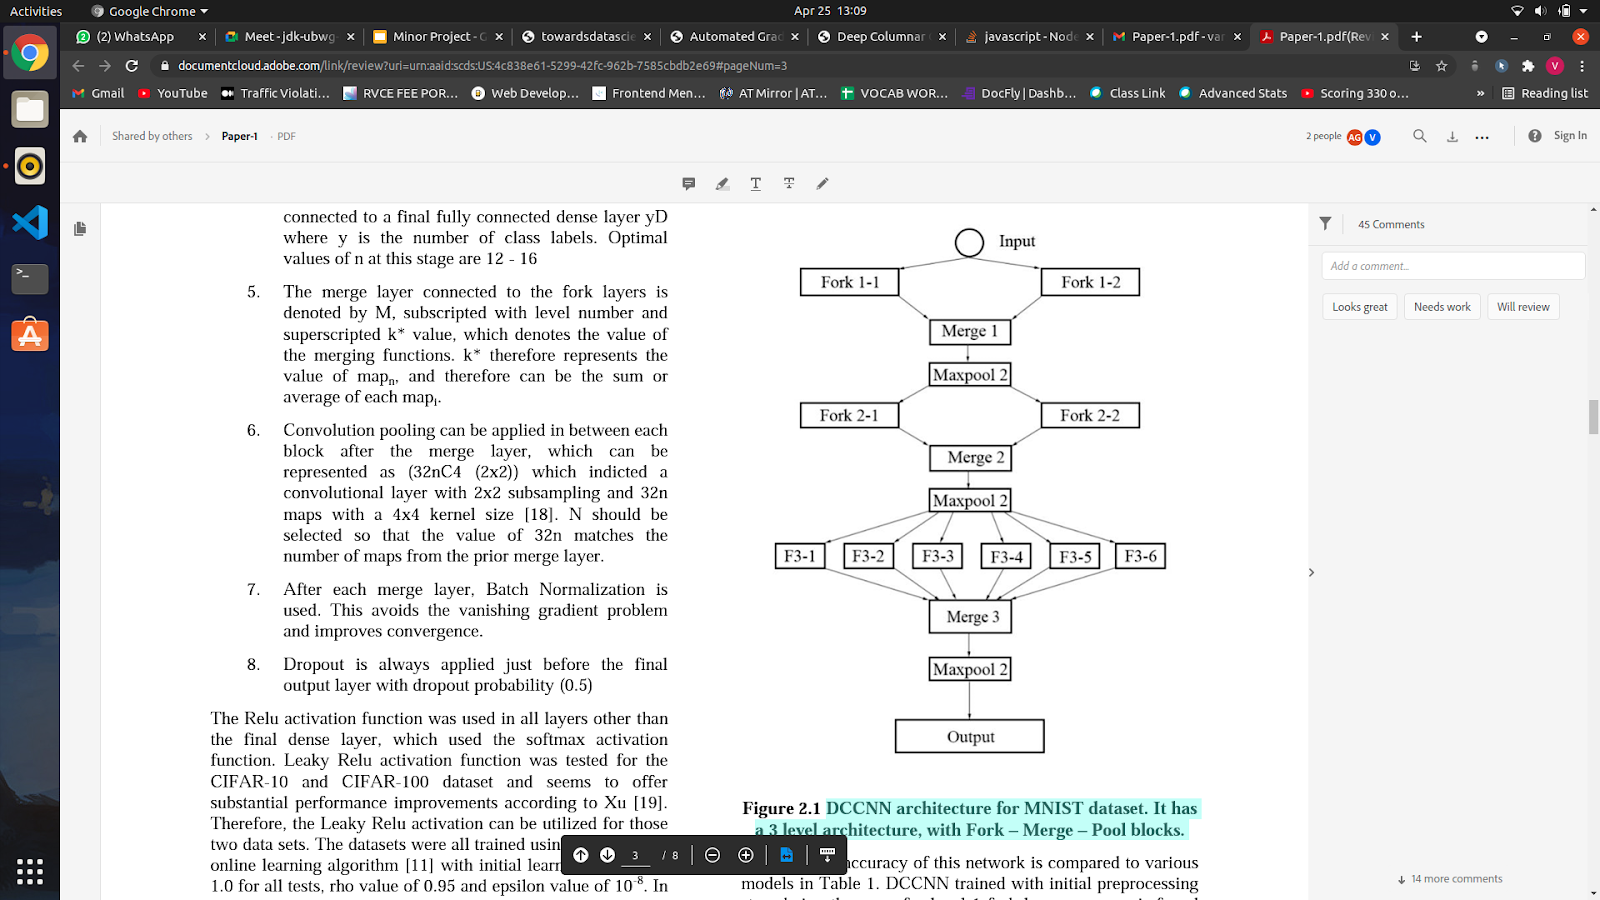 Activities
Google Chrome
Apr 25 13:09
(2) WhatsApp
Meet - jdk-ubwg-
Minor Project - G
towardsdatascie
Automated Grad
Deep Columnar
javascript - Node
Paper-1.pdf - var
Paper-1.pdf(Rev
documentcloud.adobe.com/link/review?uri=urn:aaid:scds:US:4c838e61-5299-42fc-962b-7585cbdb2e69#pageNum=3
V
Gmail
YouTube
Traffic Violati...
RVCE FEE POR...
Web Develop...
Frontend Men...
AT Mirror | AT...
VOCAB WOR...
DocFly | Dashb...
Class Link
Advanced Stats
Scoring 330 o...
»
Reading list
Shared by others > Paper-1 · PDF
2 people AG V
Sign In
connected to a final fully connected dense layer yD
where y is the number of class labels. Optimal
values of n at this stage are 12 - 16
5. The merge layer connected to the fork layers is
denoted by M, subscripted with level number and
superscripted k* value, which denotes the value of
the merging functions. k* therefore represents the
value of mapₙ, and therefore can be the sum or
average of each mapᵢ.
6. Convolution pooling can be applied in between each
block after the merge layer, which can be
represented as (32nC4 (2x2)) which indicted a
convolutional layer with 2x2 subsampling and 32n
maps with a 4x4 kernel size [18]. N should be
selected so that the value of 32n matches the
number of maps from the prior merge layer.
7. After each merge layer, Batch Normalization is
used. This avoids the vanishing gradient problem
and improves convergence.
8. Dropout is always applied just before the final
output layer with dropout probability (0.5)
The Relu activation function was used in all layers other than
the final dense layer, which used the softmax activation
function. Leaky Relu activation function was tested for the
CIFAR-10 and CIFAR-100 dataset and seems to offer
substantial performance improvements according to Xu [19].
Therefore, the Leaky Relu activation can be utilized for those
two data sets. The datasets were all trained usin
online learning algorithm [11] with initial learn
1.0 for all tests, rho value of 0.95 and epsilon value of 10⁻⁸. In
Input
Fork 1-1
Fork 1-2
Merge 1
Maxpool 2
Fork 2-1
Fork 2-2
Merge 2
Maxpool 2
F3-1
F3-2
F3-3
F3-4
F3-5
F3-6
Merge 3
Maxpool 2
Output
Figure 2.1 DCCNN architecture for MNIST dataset. It has
a 3 level architecture, with Fork – Merge – Pool blocks.
accuracy of this network is compared to various
models in Table 1. DCCNN trained with initial preprocessing
3 / 8
45 Comments
Add a comment...
Looks great
Needs work
Will review
14 more comments